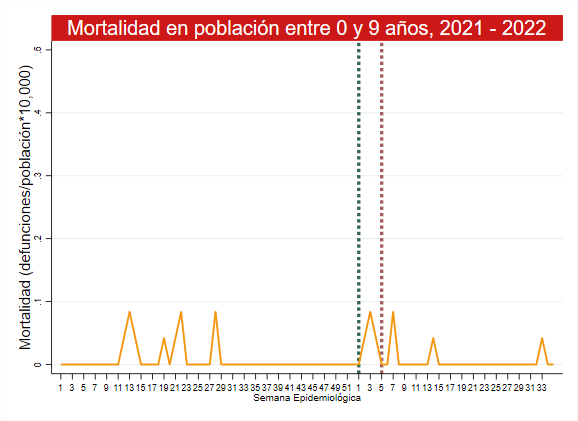 Mortalidad en población entre 0 y 9 años, 2021 - 2022
Mortalidad (defunciones/población*10,000)
.5
.4
.3
.2
.1
0
1 3 5 7 9 11 13 15 17 19 21 23 25 27 29 31 33 35 37 39 41 43 45 47 49 51 1 3 5 7 9 11 13 15 17 19 21 23 25 27 29 31 33
Semana Epidemiológica